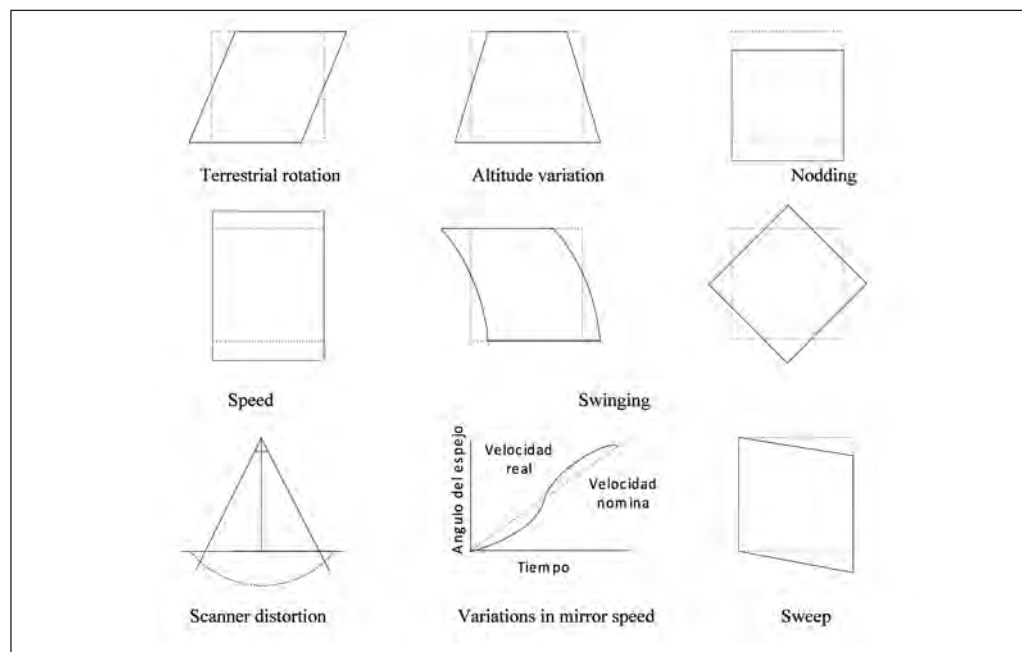 Terrestrial rotation
Altitude variation
Nodding
Speed
Swinging
Angulo del espejo
Velocidad
real
Velocidad
nomina
Tiempo
Scanner distortion
Variations in mirror speed
Sweep